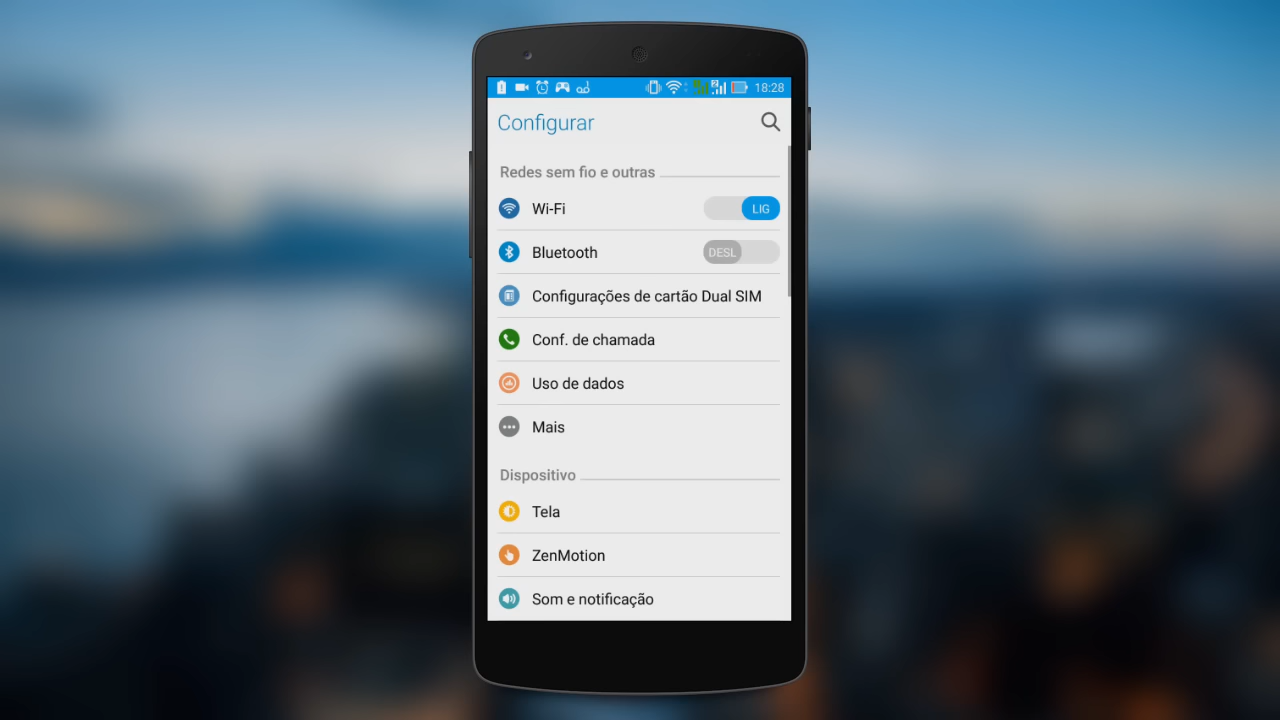 18:28
Configurar
Redes sem fio e outras
Wi-Fi LIG
Bluetooth DESL
Configurações de cartão Dual SIM
Conf. de chamada
Uso de dados
Mais
Dispositivo
Tela
ZenMotion
Som e notificação